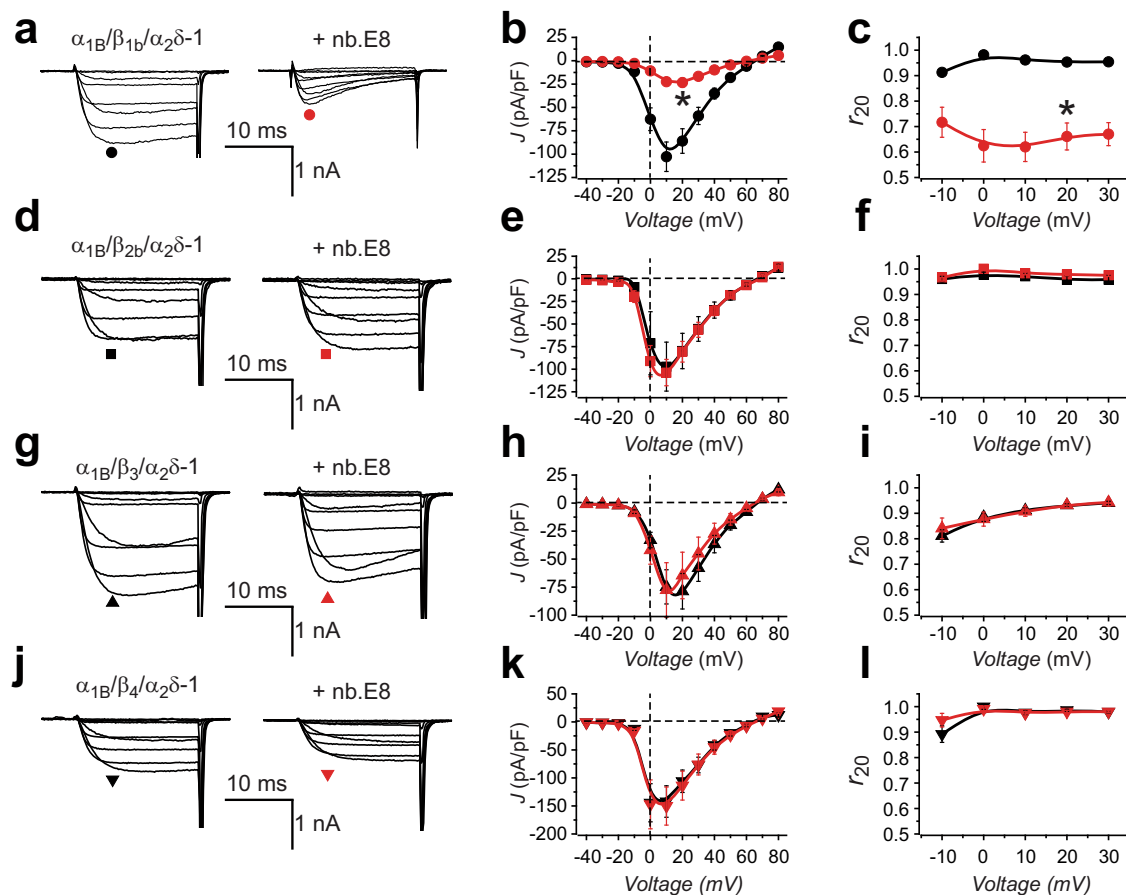 a
α1B/β1b/α2δ-1
+ nb.E8
10 ms
1 nA
b
25
0
-25
-50
-75
-100
-125
J (pA/pF)
*
-40 -20 0 20 40 60 80
Voltage (mV)
c
1.0
0.9
0.8
0.7
0.6
0.5
r20
*
-10 0 10 20 30
Voltage (mV)
d
α1B/β2b/α2δ-1
+ nb.E8
10 ms
1 nA
e
25
0
-25
-50
-75
-100
-125
J (pA/pF)
-40 -20 0 20 40 60 80
Voltage (mV)
f
1.0
0.9
0.8
0.7
0.6
0.5
r20
-10 0 10 20 30
Voltage (mV)
g
α1B/β3/α2δ-1
+ nb.E8
10 ms
1 nA
h
25
0
-25
-50
-75
-100
J (pA/pF)
-40 -20 0 20 40 60 80
Voltage (mV)
i
1.0
0.9
0.8
0.7
0.6
0.5
r20
-10 0 10 20 30
Voltage (mV)
j
α1B/β4/α2δ-1
+ nb.E8
10 ms
1 nA
k
50
0
-50
-100
-150
-200
J (pA/pF)
-40 -20 0 20 40 60 80
Voltage (mV)
l
1.0
0.9
0.8
0.7
0.6
0.5
r20
-10 0 10 20 30
Voltage (mV)